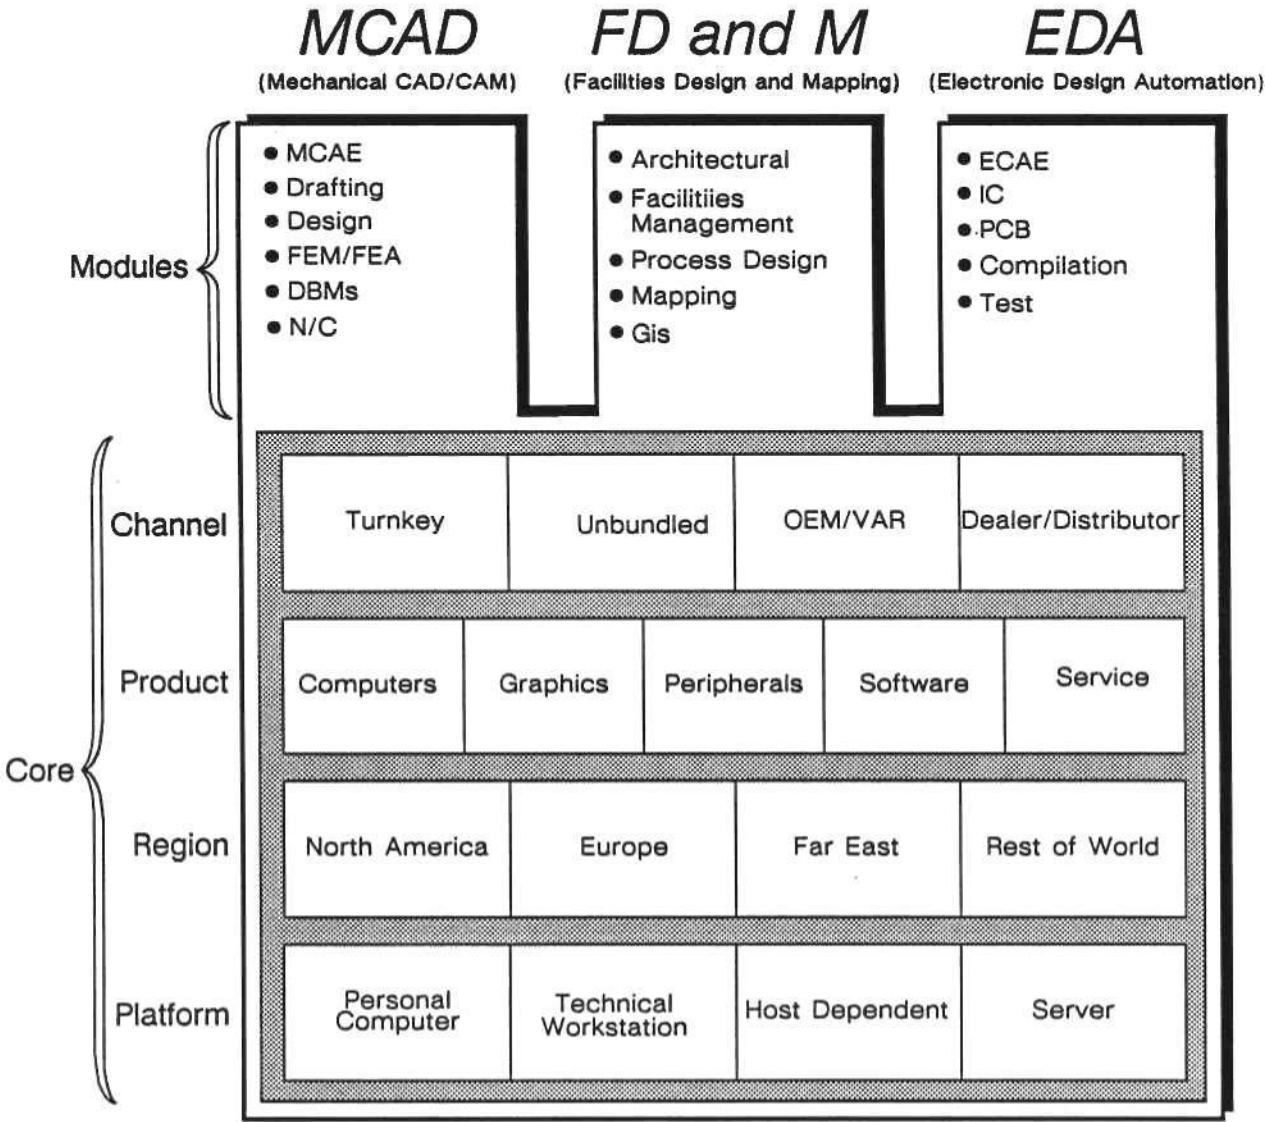 MCAD
(Mechanical CAD/CAM)
FD and M
(Facilities Design and Mapping)
EDA
(Electronic Design Automation)
Modules
● MCAE
● Drafting
● Design
● FEM/FEA
● DBMs
● N/C
● Architectural
● Facilitiies
Management
● Process Design
● Mapping
● Gis
● ECAE
● IC
● PCB
● Compilation
● Test
Core
Channel
Turnkey
Unbundled
OEM/VAR
Dealer/Distributor
Product
Computers
Graphics
Peripherals
Software
Service
Region
North America
Europe
Far East
Rest of World
Platform
Personal
Computer
Technical
Workstation
Host Dependent
Server